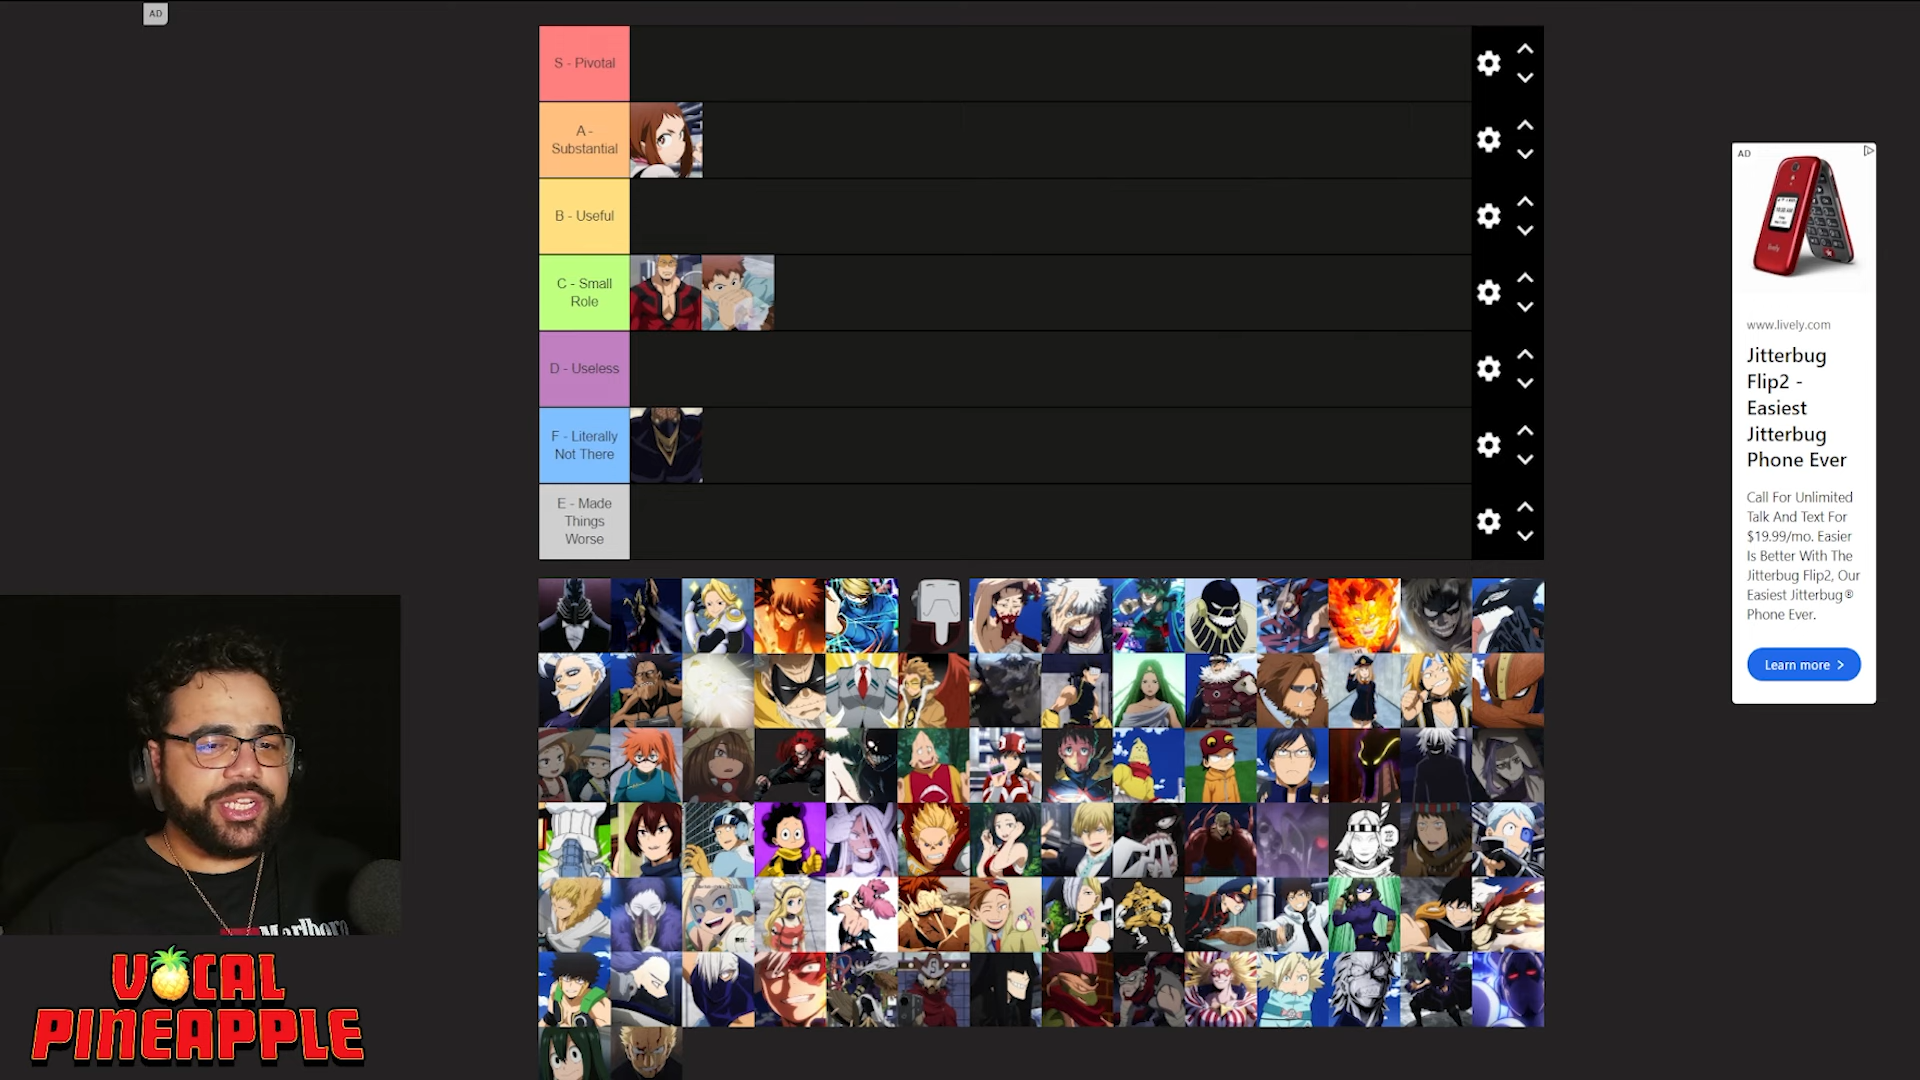 AD
S - Pivotal
A -
Substantial
B - Useful
C - Small
Role
D - Useless
F - Literally
Not There
E - Made
Things
Worse
AD
www.lively.com
Jitterbug
Flip2 -
Easiest
Jitterbug
Phone Ever
Call For Unlimited
Talk And Text For
$19.99/mo. Easier
Is Better With The
Jitterbug Flip2, Our
Easiest Jitterbug®
Phone Ever.
Learn more
Marlboro
VOCAL
PINEAPPLE